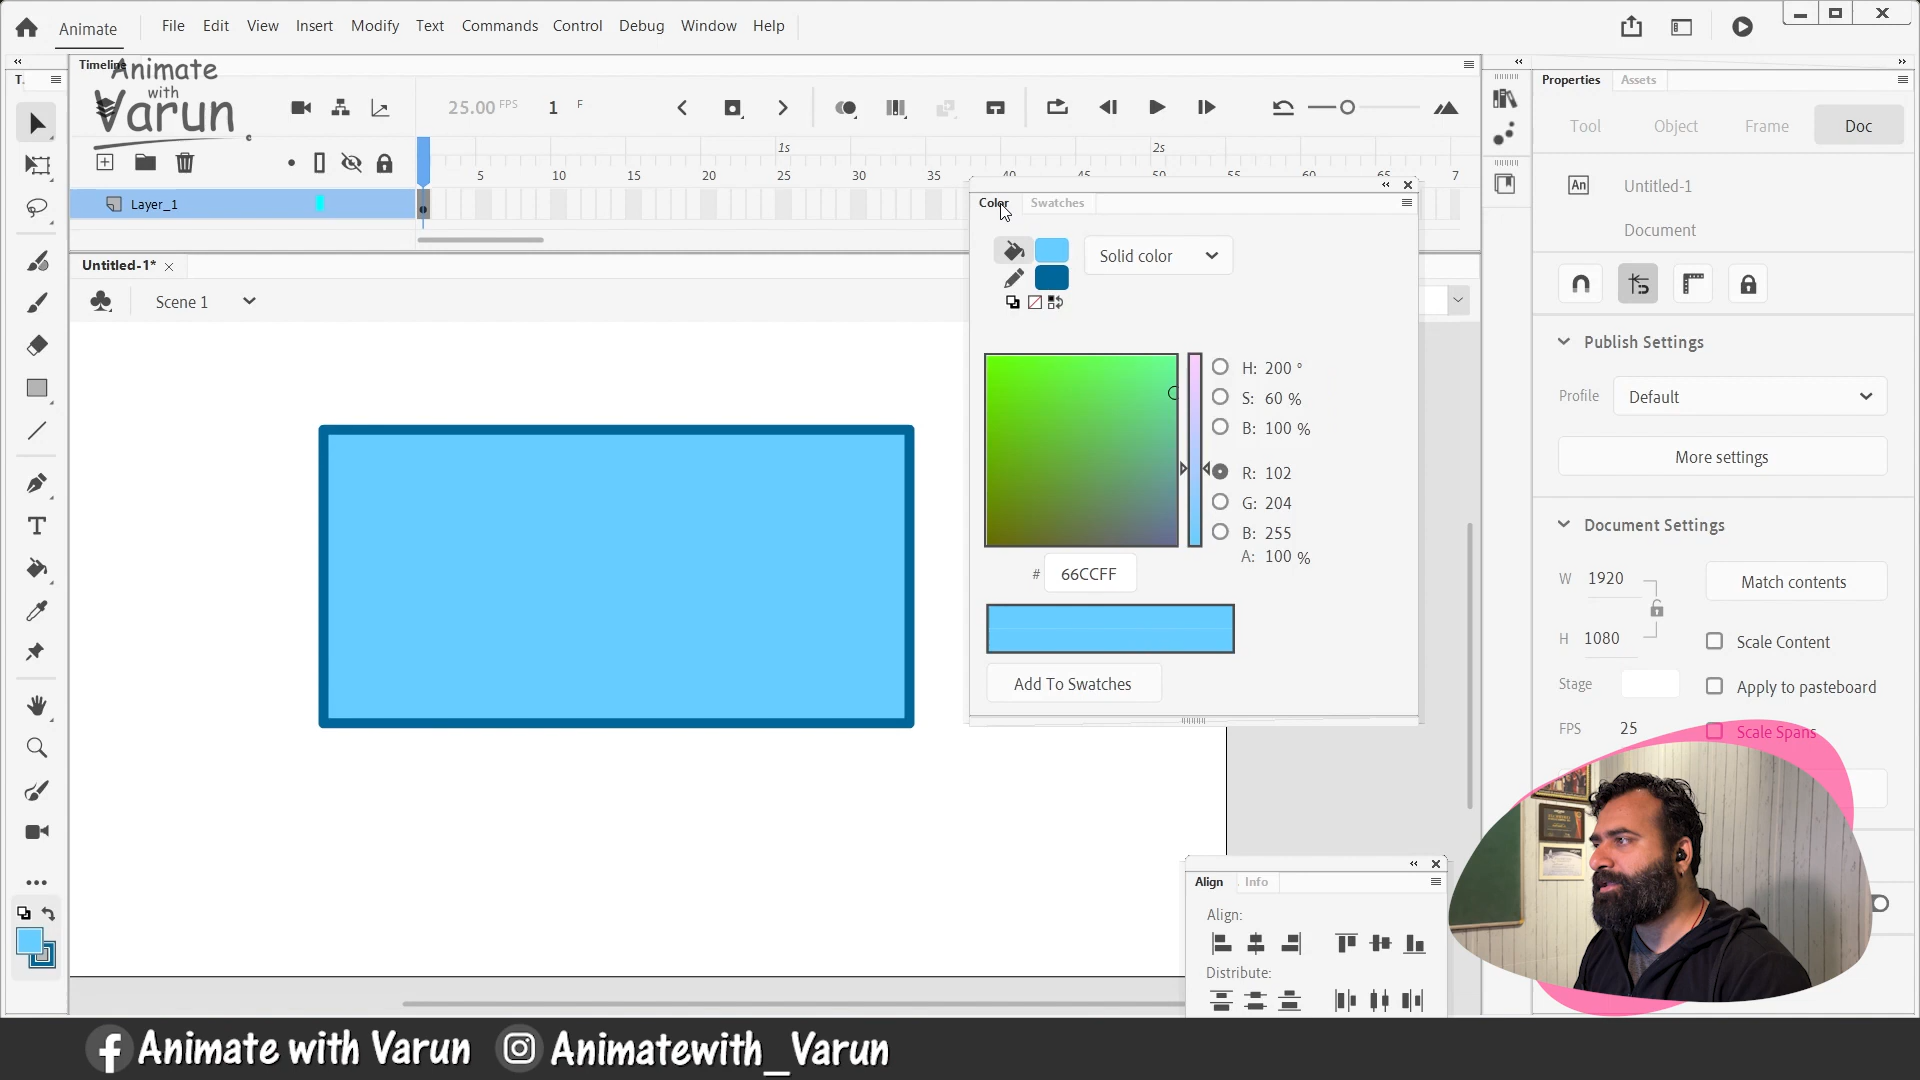 Animate
File Edit View Insert Modify Text Commands Control Debug Window Help
Timeline
Animate
with
Varun
T.
25.00 FPS 1 F
1s 2s
5 10 15 20 25 30 35 40 45 50 55 60 65 7
Layer_1
Untitled-1*
Scene 1
Color Swatches
Solid color
H: 200 °
S: 60 %
B: 100 %
R: 102
G: 204
B: 255
A: 100 %
# 66CCFF
Add To Swatches
Align Info
Align:
Distribute:
Properties Assets
Tool Object Frame Doc
An Untitled-1
Document
Publish Settings
Profile Default
More settings
Document Settings
W 1920
Match contents
H 1080
Scale Content
Stage
Apply to pasteboard
FPS 25
Scale Spans
Animate with Varun Animatewith_Varun